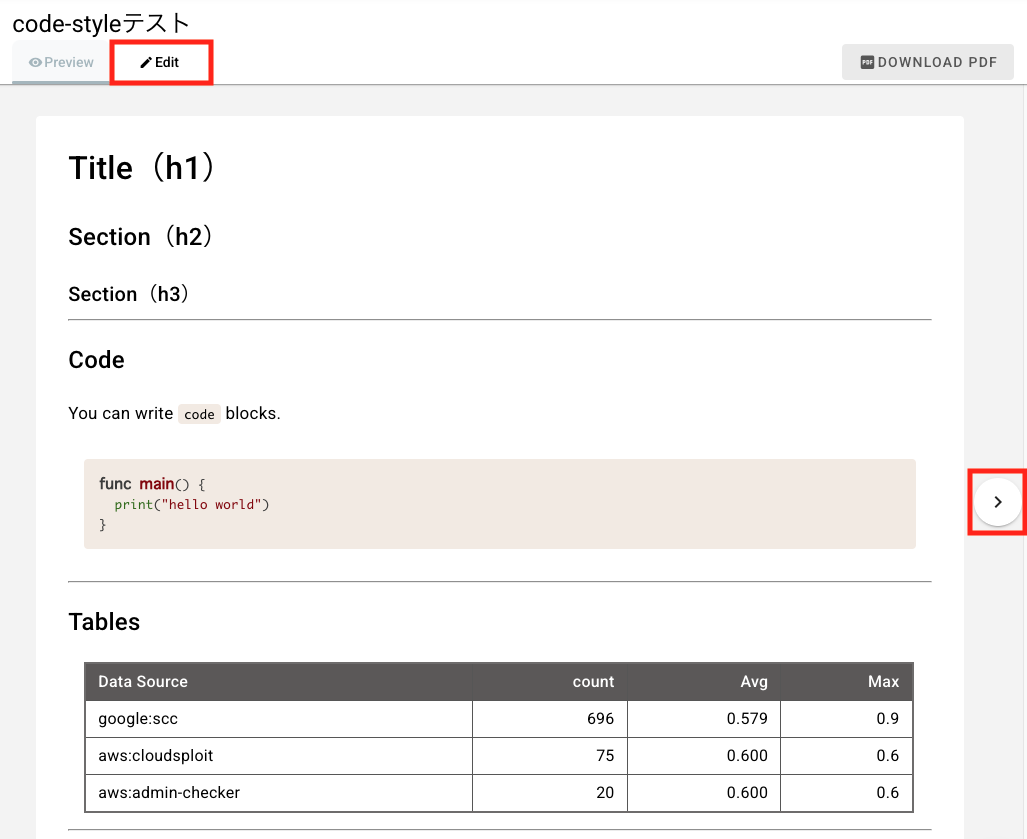 code-styleテスト
Preview
Edit
PDF DOWNLOAD PDF
Title（h1）
Section（h2）
Section（h3）
Code
You can write code blocks.
func main() {
print("hello world")
}
Tables
Data Source count Avg Max
google:scc 696 0.579 0.9
aws:cloudsploit 75 0.600 0.6
aws:admin-checker 20 0.600 0.6